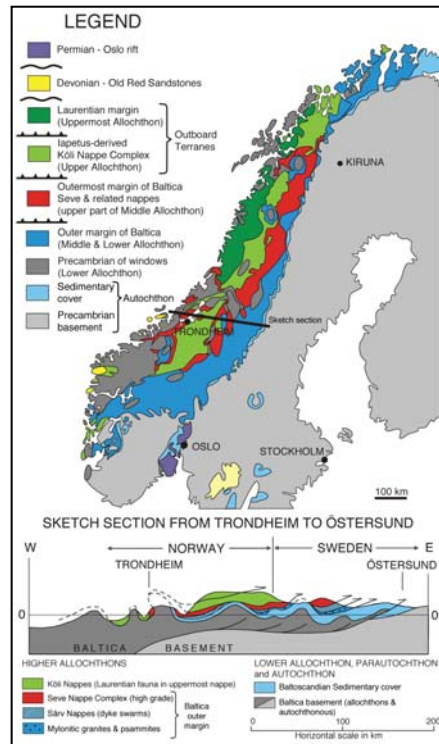 LEGEND
Permian - Oslo rift
Devonian - Old Red Sandstones
Laurentian margin
(Uppermost Allochthon)
Iapetus-derived
Köli Nappe Complex
(Upper Allochthon)
Outboard
Terranes
Outermost margin of Baltica
Seve & related nappes
(upper part of Middle Allochthon)
Outer margin of Baltica
(Middle & Lower Allochthon)
Precambrian of windows
(Lower Allochthon)
Sedimentary
cover
Autochthon
Precambrian
basement
KIRUNA
TRONDHEIM
Sketch section
OSLO
STOCKHOLM
100 km
SKETCH SECTION FROM TRONDHEIM TO ÖSTERSUND
W
NORWAY
SWEDEN
E
TRONDHEIM
ÖSTERSUND
0
0
BALTICA
BASEMENT
HIGHER ALLOCHTHONS
Köli Nappes (Laurentian fauna in uppermost nappe)
Seve Nappe Complex (high grade)
Särv Nappes (dyke swarms)
Mylonitic granites & psammites
Baltica
outer
margin
LOWER ALLOCHTHON, PARAUTOCHTHON
AND AUTOCHTHON
Baltoscandian Sedimentary cover
Baltica basement (allochthons &
autochthonous)
0
100
200
Horizontal scale in km